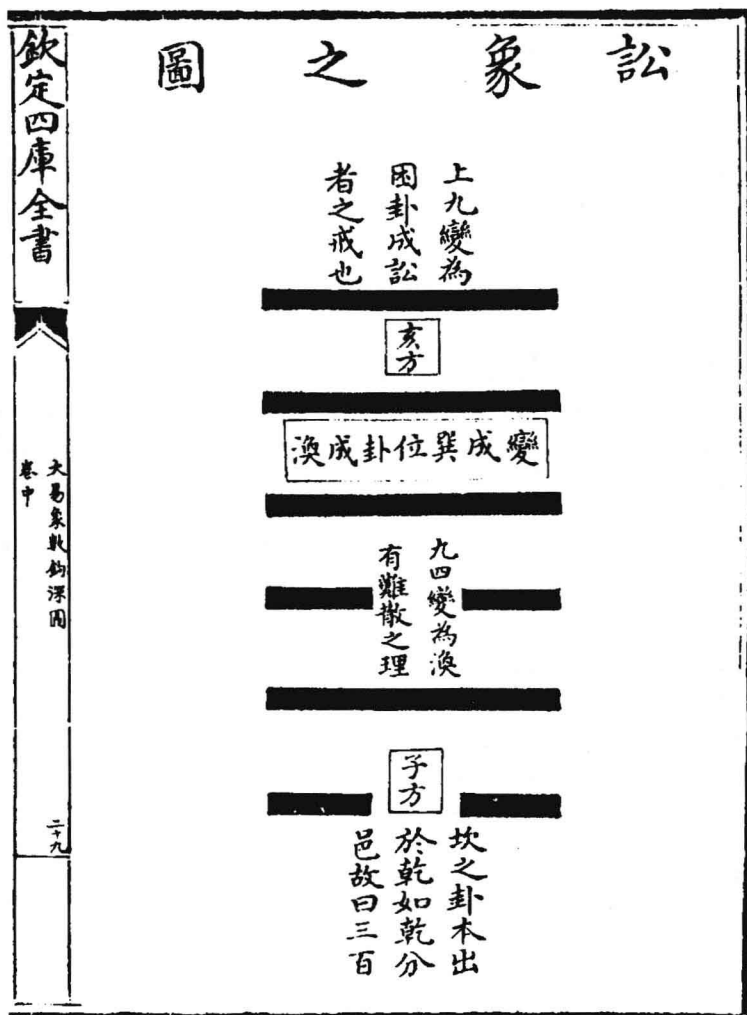 訟象之圖
上九變為
困卦成訟
者之戒也
亥方
變成巽位卦成渙
九四變為渙
有離散之理
子方
坎之卦本出
於乾如乾分
邑故曰三百
欽定四庫全書
大易象數鈎深圖
卷中
二十九